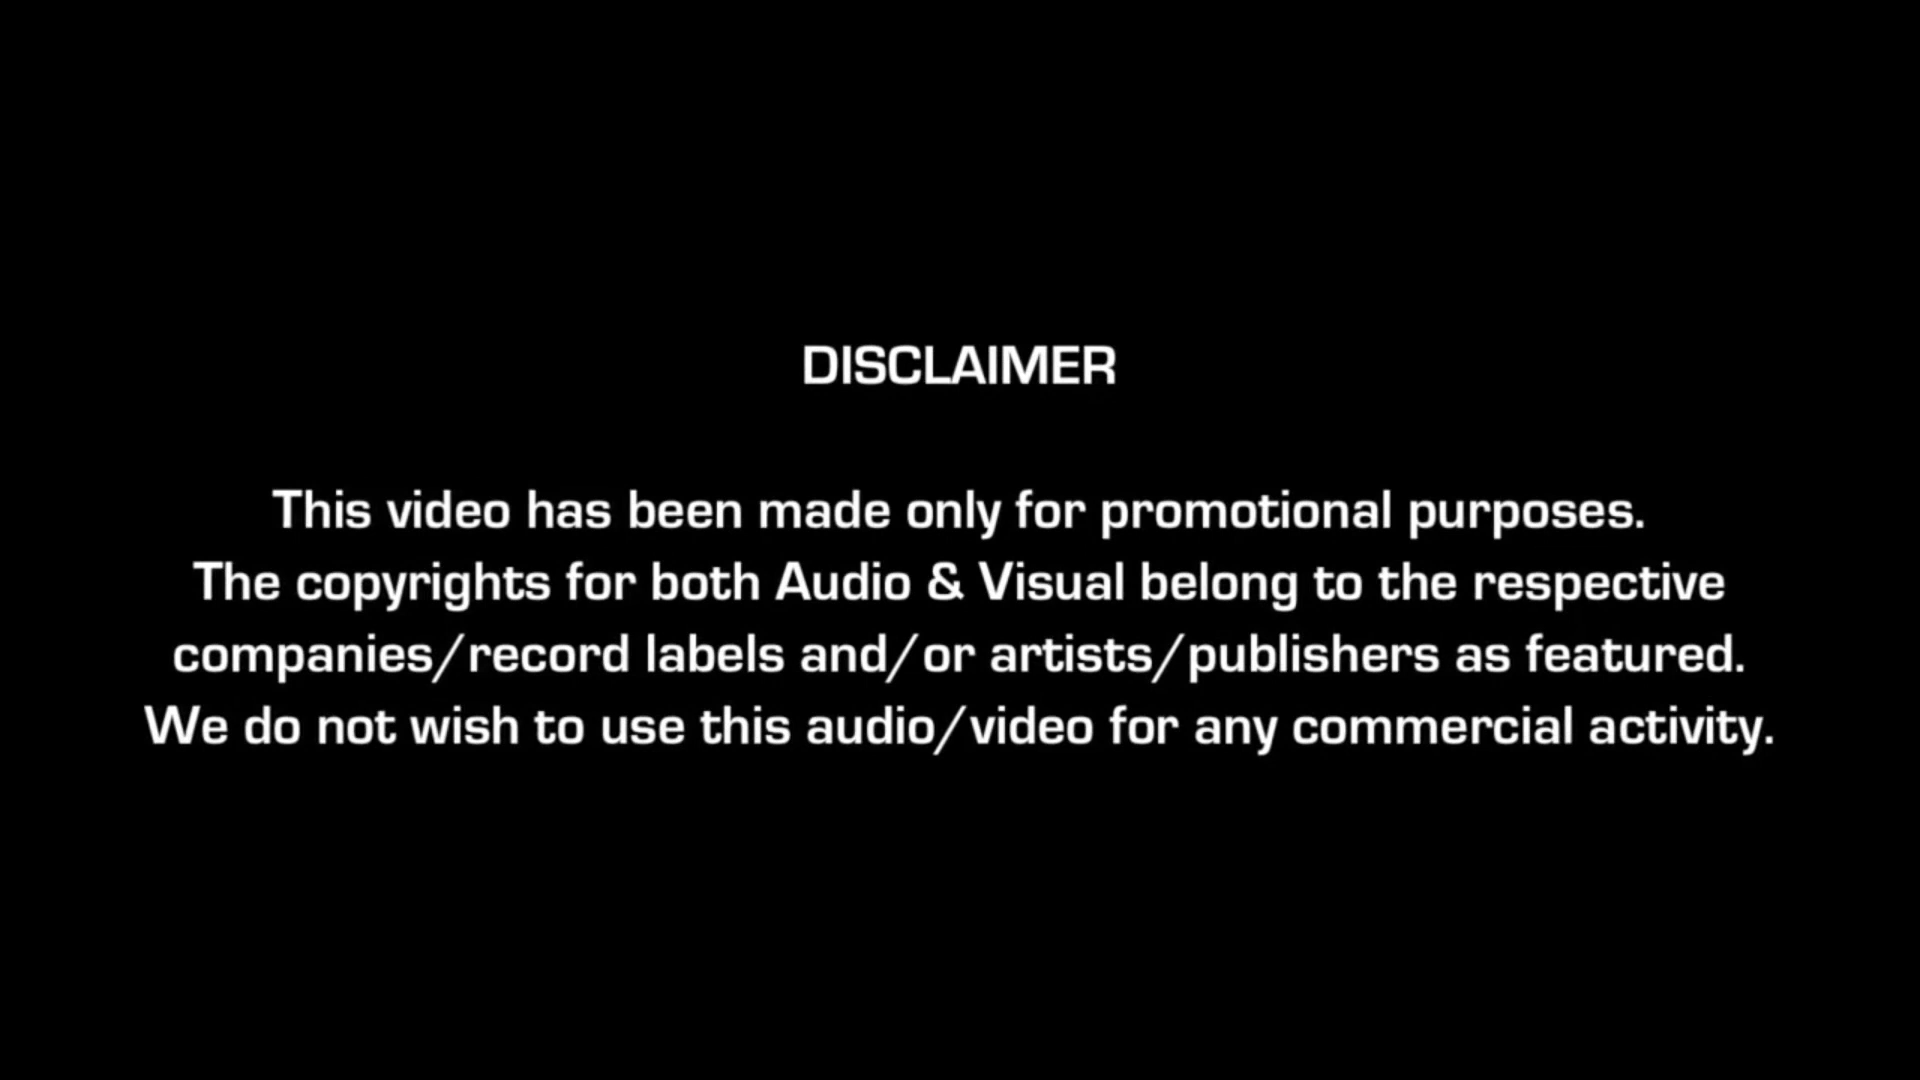 DISCLAIMER
This video has been made only for promotional purposes.
The copyrights for both Audio & Visual belong to the respective
companies/record labels and/or artists/publishers as featured.
We do not wish to use this audio/video for any commercial activity.